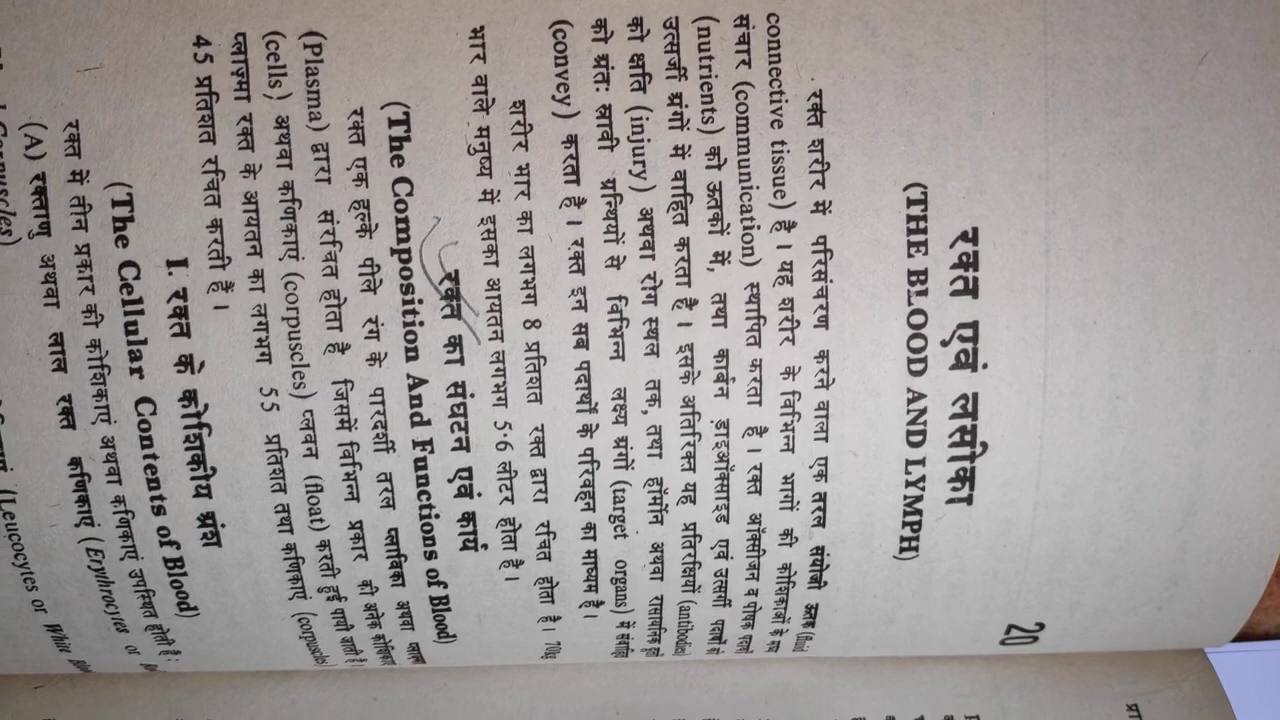 20
रक्त एवं लसीका
(THE BLOOD AND LYMPH)
रक्त शरीर में परिसंचरण करने वाला एक तरल संयोजी ऊतक (fluid
connective tissue) है। यह शरीर के विभिन्न भागों की कोशिकाओं के मध्य
संचार (communication) स्थापित करता है। रक्त ऑक्सीजन व पोषक पदार्थों
(nutrients) को ऊतकों में, तथा कार्बन डाइऑक्साइड एवं उत्सर्गी पदार्थों को
उत्सर्जी अंगों में वाहित करता है। इसके अतिरिक्त यह प्रतिरक्षियों (antibodies)
को क्षति (injury) अथवा रोग स्थल तक, तथा हॉर्मोन अथवा रासायनिक दूतों
को अंतः स्रावी ग्रन्थियों से विभिन्न लक्ष्य अंगों (target organs) में संवाहित
(convey) करता है। रक्त इन सब पदार्थों के परिवहन का माध्यम है।
शरीर भार का लगभग 8 प्रतिशत रक्त द्वारा रचित होता है। 70kg
भार वाले मनुष्य में इसका आयतन लगभग 5·6 लीटर होता है।
रक्त का संघटन एवं कार्य
(The Composition And Functions of Blood)
रक्त एक हल्के पीले रंग के पारदर्शी तरल प्लाविका अथवा प्लाज़्मा
(Plasma) द्वारा संरचित होता है जिसमें विभिन्न प्रकार की अनेक कोशिकाएं
(cells) अथवा कणिकाएं (corpuscles) प्लवन (float) करती हुई पायी जाती हैं।
प्लाज़्मा रक्त के आयतन का लगभग 55 प्रतिशत तथा कणिकाएं (corpuscles)
45 प्रतिशत रचित करती हैं।
I. रक्त के कोशिकीय अंश
(The Cellular Contents of Blood)
रक्त में तीन प्रकार की कोशिकाएं अथवा कणिकाएं उपस्थित होती हैं :
(A) रक्ताणु अथवा लाल रक्त कणिकाएं (Erythrocytes or
Corpuscles)
(Leucocytes or White
प्रा